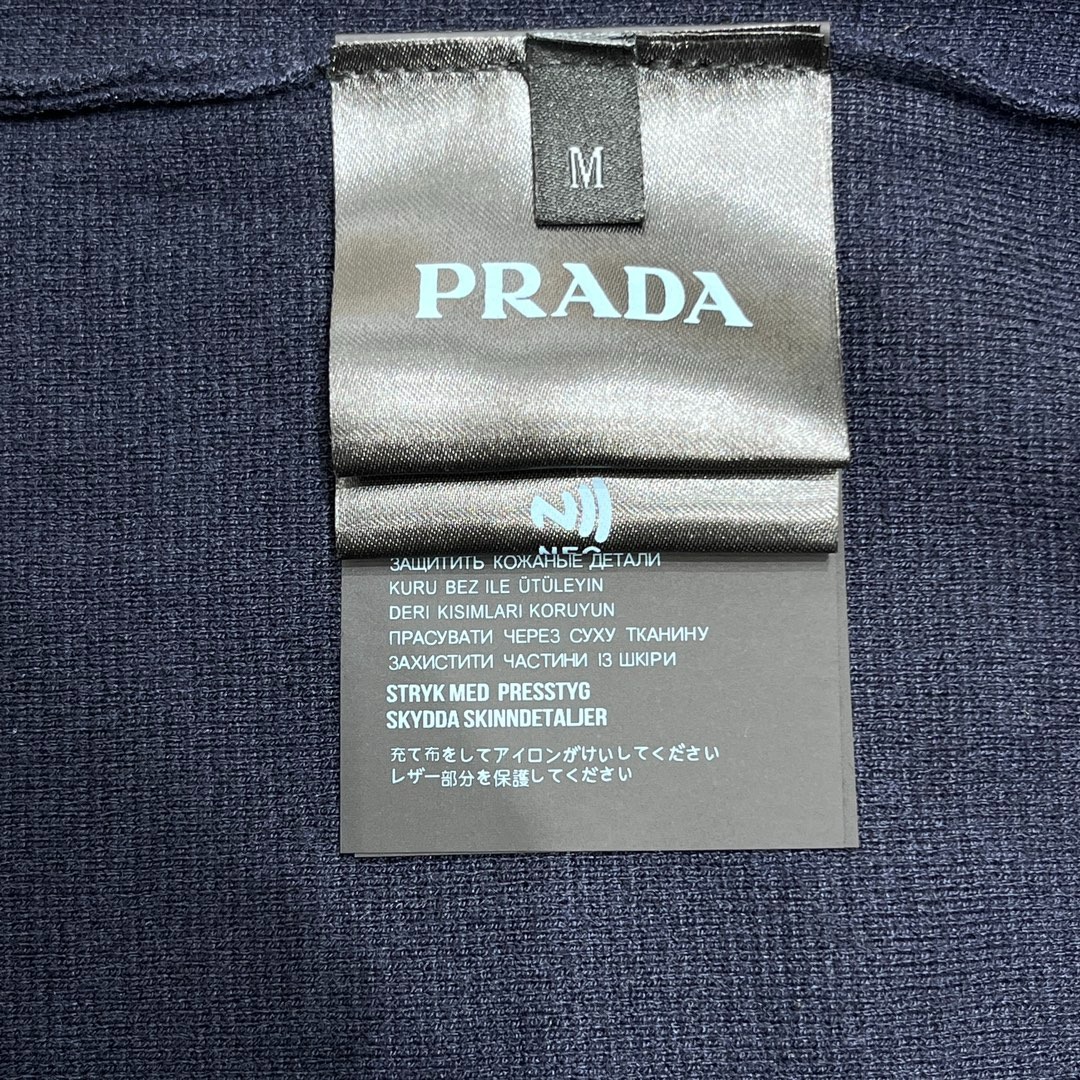 M
PRADA
N
ЗАЩИТИТЬ КОЖАНЫЕ ДЕТАЛИ
KURU BEZ ILE ÜTÜLEYIN
DERI KISIMLARI KORUYUN
ПРАСУВАТИ ЧЕРЕЗ СУХУ ТКАНИНУ
ЗАХИСТИТИ ЧАСТИНИ ІЗ ШКІРИ
STRYK MED PRESSTYG
SKYDDA SKINNDETALJER
充て布をしてアイロンがけいしてください
レザー部分を保護してください